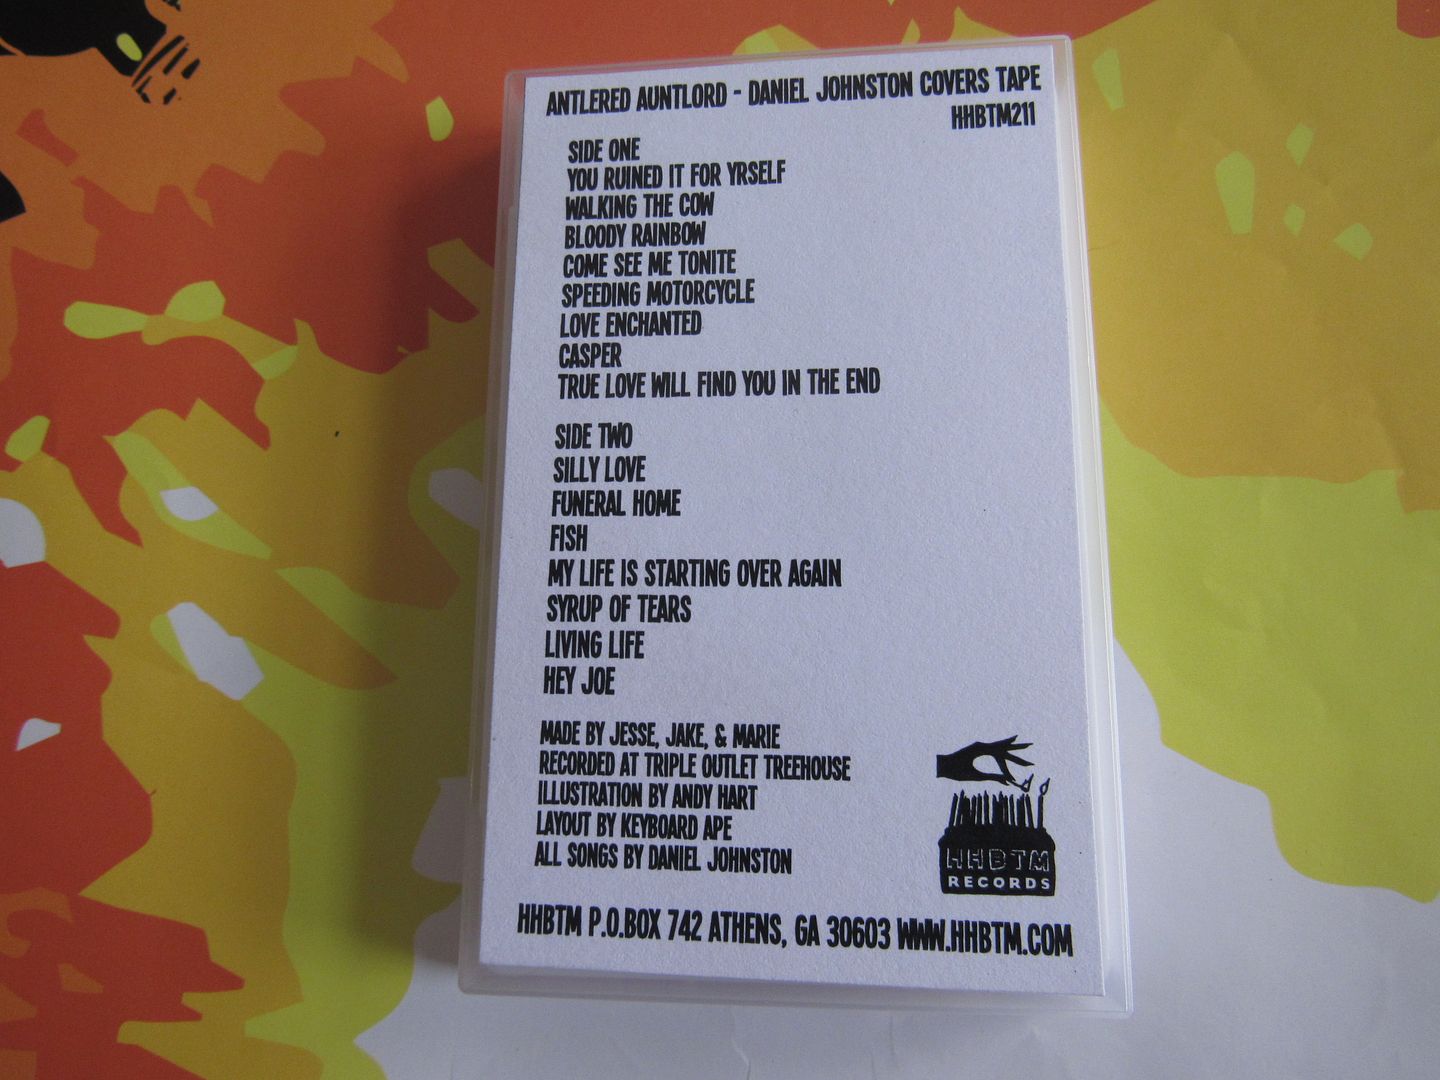 ANTLERED AUNTLORD - DANIEL JOHNSTON COVERS TAPE
HHBTM211
SIDE ONE
YOU RUINED IT FOR YRSELF
WALKING THE COW
BLOODY RAINBOW
COME SEE ME TONITE
SPEEDING MOTORCYCLE
LOVE ENCHANTED
CASPER
TRUE LOVE WILL FIND YOU IN THE END
SIDE TWO
SILLY LOVE
FUNERAL HOME
FISH
MY LIFE IS STARTING OVER AGAIN
SYRUP OF TEARS
LIVING LIFE
HEY JOE
MADE BY JESSE, JAKE, & MARIE
RECORDED AT TRIPLE OUTLET TREEHOUSE
ILLUSTRATION BY ANDY HART
LAYOUT BY KEYBOARD APE
ALL SONGS BY DANIEL JOHNSTON
HHBTM
RECORDS
HHBTM P.O.BOX 742 ATHENS, GA 30603 WWW.HHBTM.COM